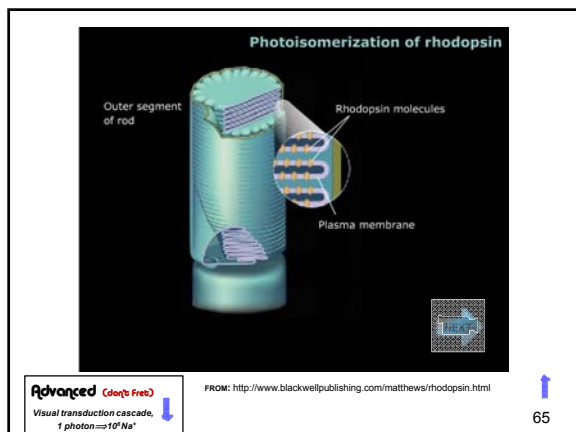 Photoisomerization of rhodopsin
Outer segment
of rod
Rhodopsin molecules
Plasma membrane
NEXT
Advanced (don't Fret)
Visual transduction cascade,
1 photon⟹10⁶Na⁺
FROM: http://www.blackwellpublishing.com/matthews/rhodopsin.html
65